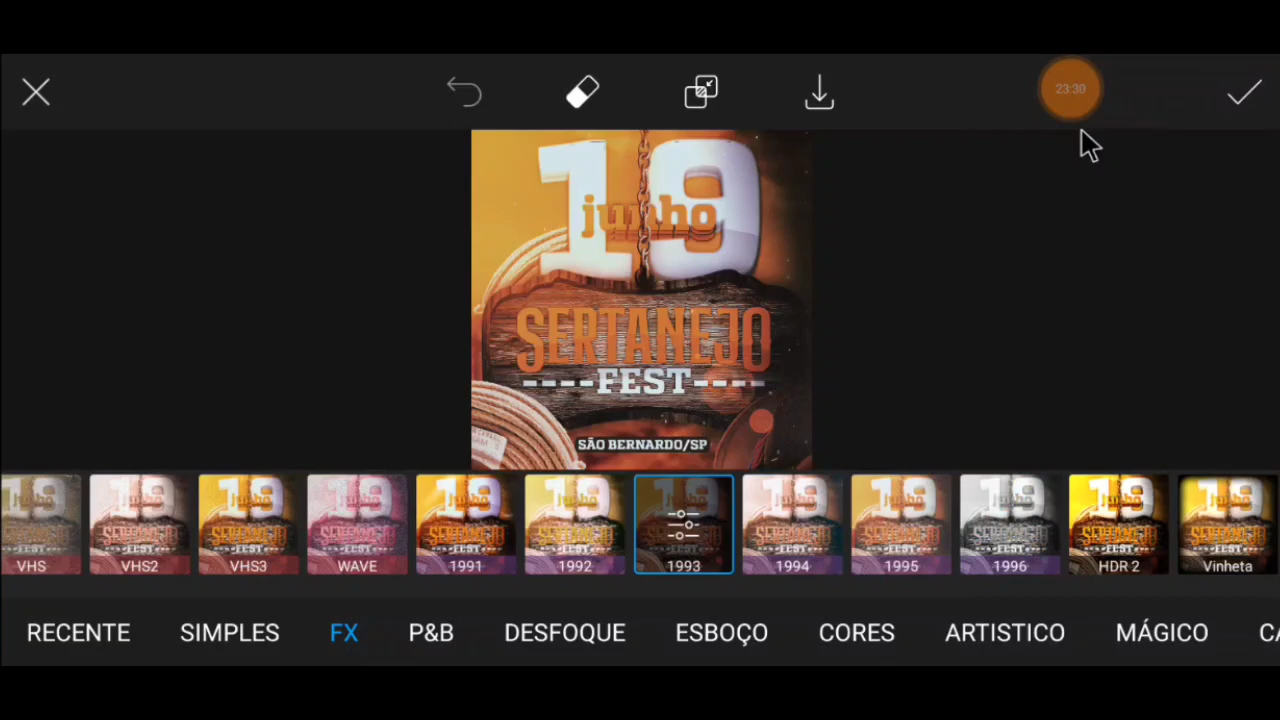 23:30
19
junho
SERTANEJO
----FEST----
SÃO BERNARDO/SP
VHS
VHS2
VHS3
WAVE
1991
1992
1993
1994
1995
1996
HDR 2
Vinheta
RECENTE SIMPLES FX P&B DESFOQUE ESBOÇO CORES ARTISTICO MÁGICO CA